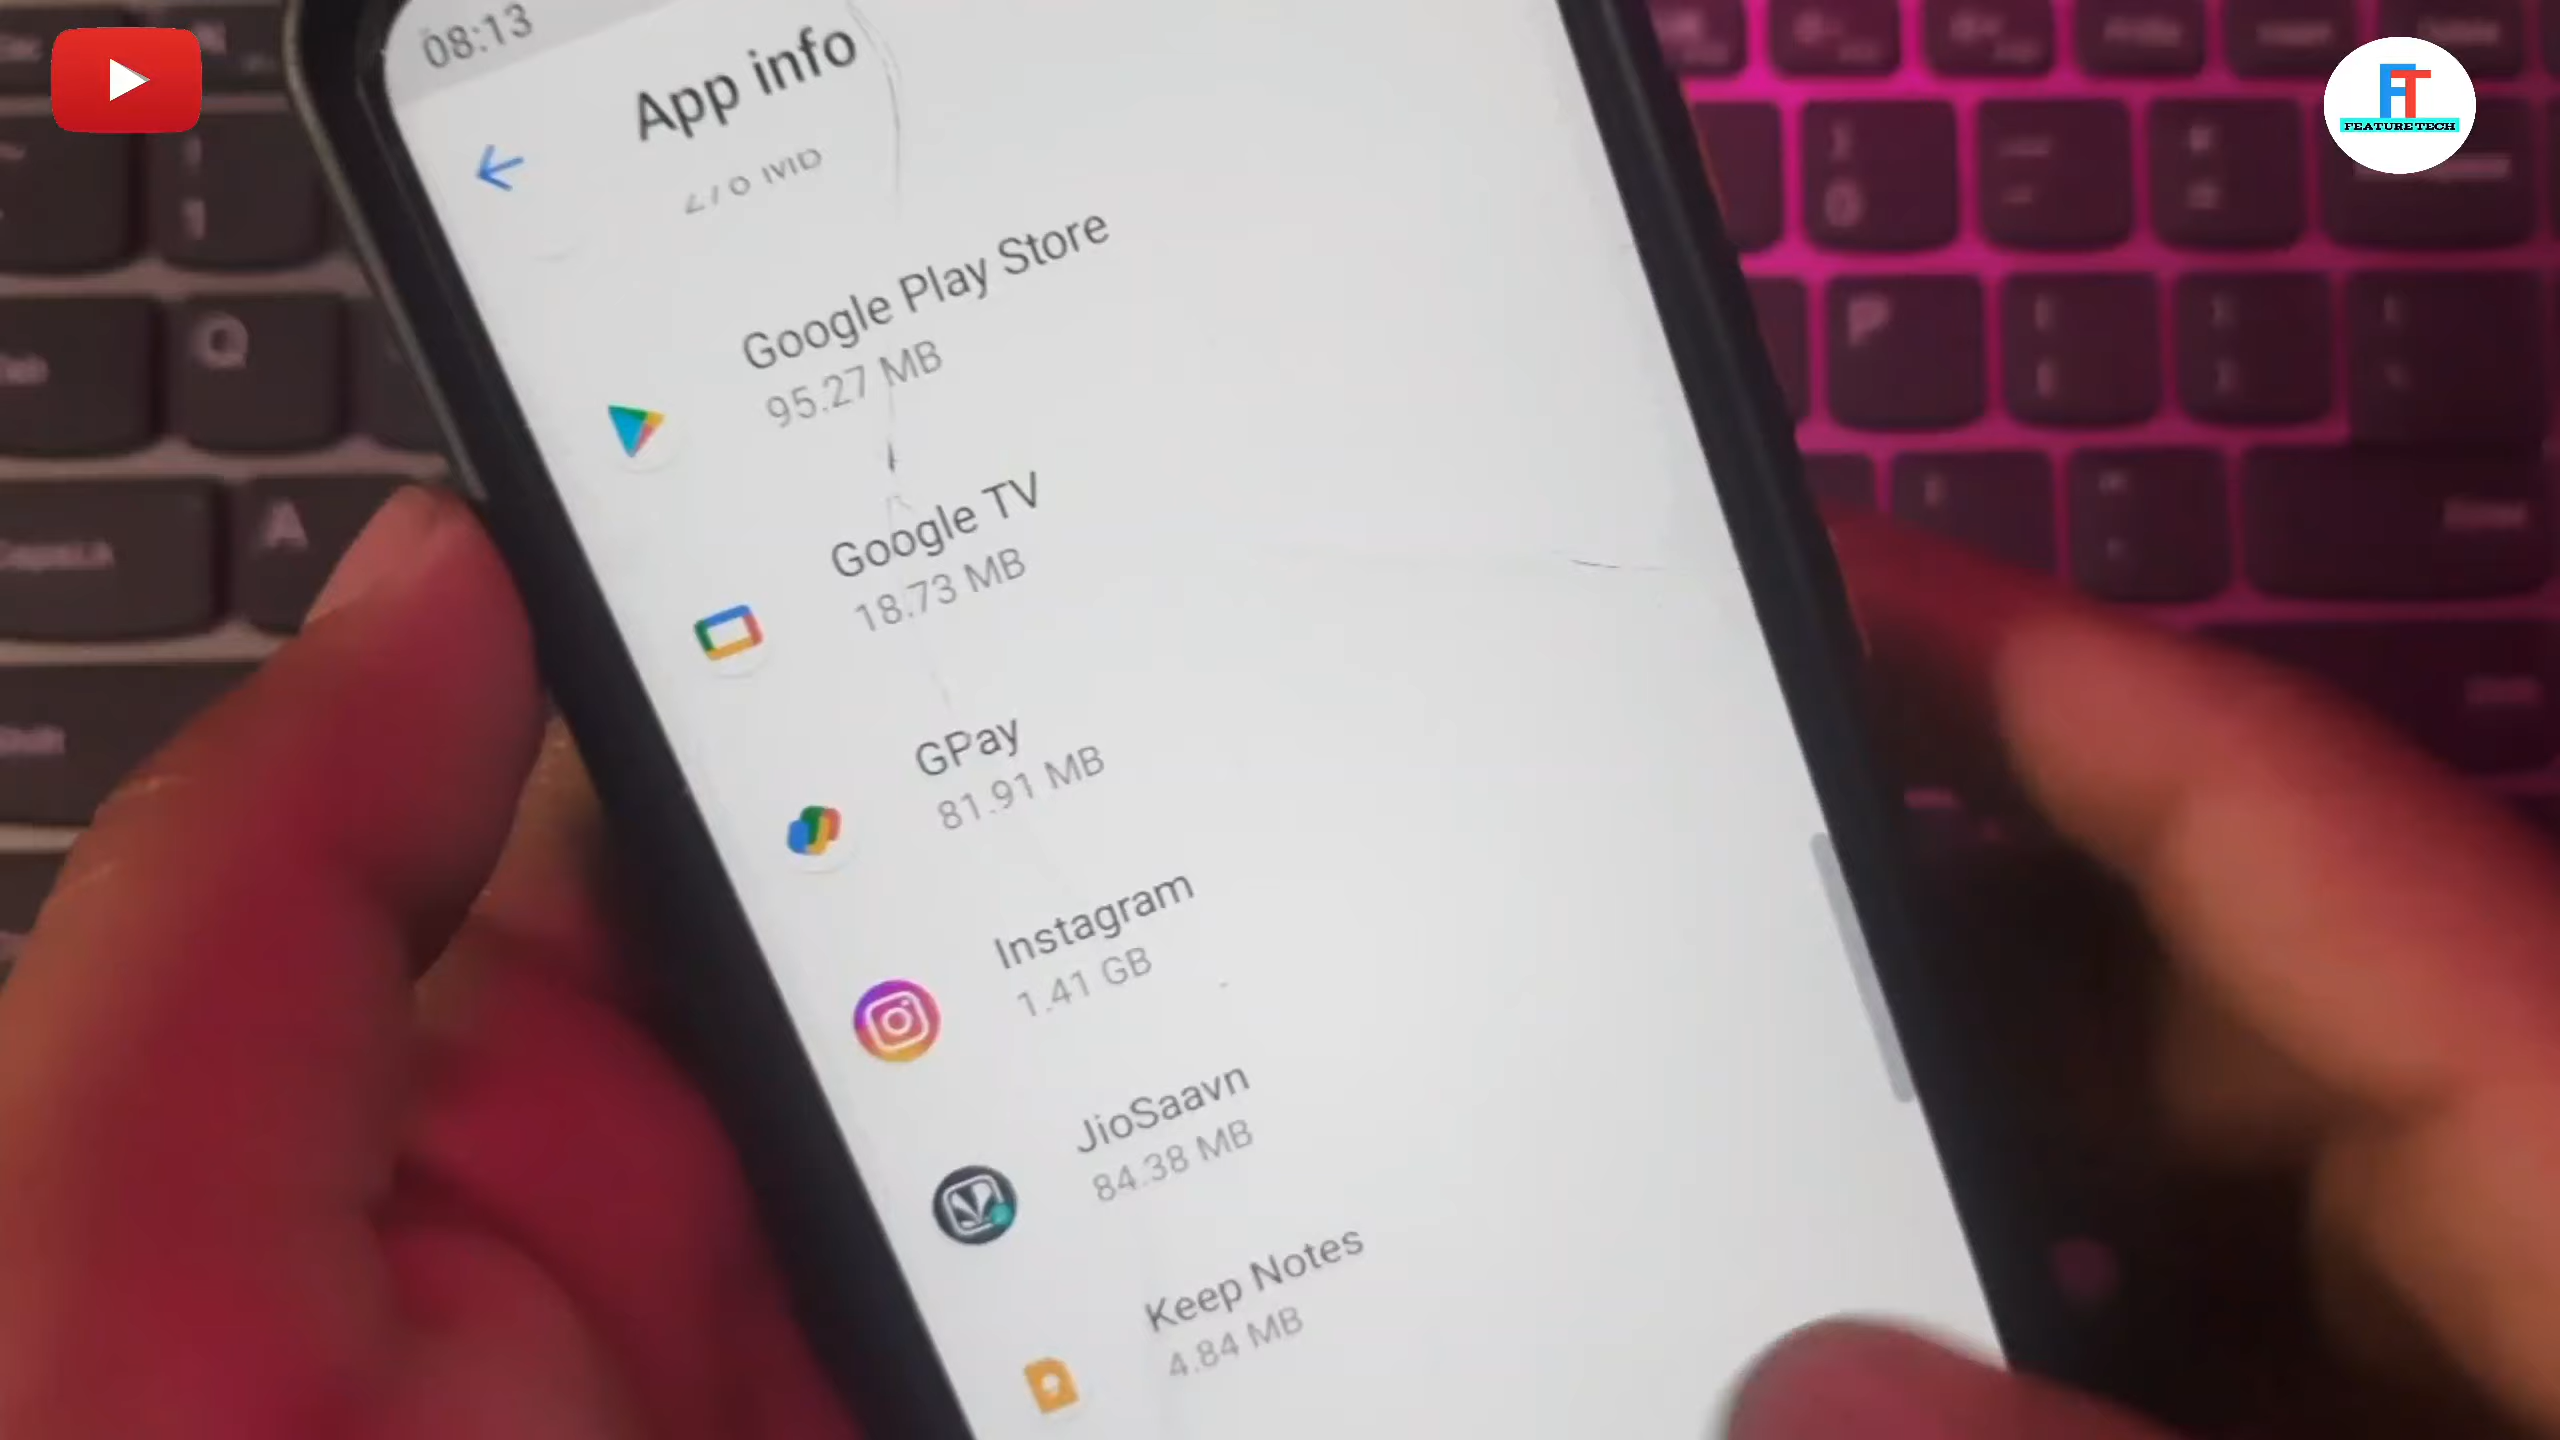 08:13
App info
Google Play Store
95.27 MB
Google TV
18.73 MB
GPay
81.91 MB
Instagram
1.41 GB
JioSaavn
84.38 MB
Keep Notes
4.84 MB
FT
FEATURE TECH
Q
A
P